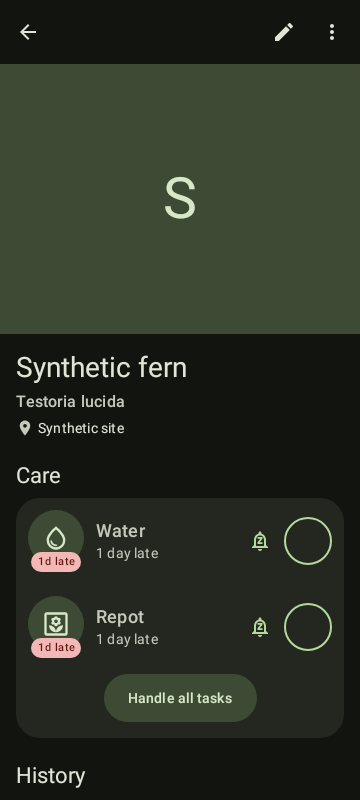 S
Synthetic fern
Testoria lucida
Synthetic site
Care
Water
1 day late
1d late
Repot
1 day late
1d late
Handle all tasks
History